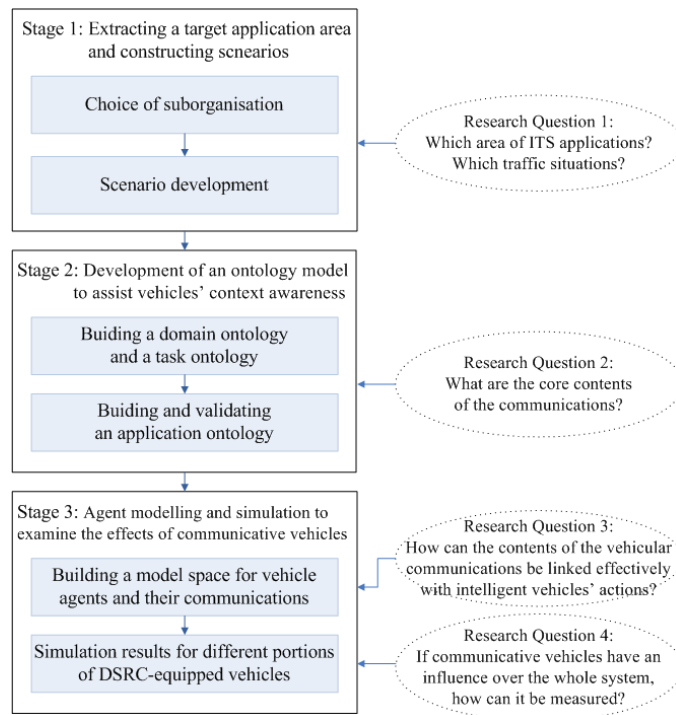 Stage 1: Extracting a target application area
and constructing scnearios
Choice of suborganisation
Scenario development
Research Question 1:
Which area of ITS applications?
Which traffic situations?
Stage 2: Development of an ontology model
to assist vehicles' context awareness
Buiding a domain ontology
and a task ontology
Buiding and validating
an application ontology
Research Question 2:
What are the core contents
of the communications?
Stage 3: Agent modelling and simulation to
examine the effects of communicative vehicles
Building a model space for vehicle
agents and their communications
Simulation results for different portions
of DSRC-equipped vehicles
Research Question 3:
How can the contents of the vehicular
communications be linked effectively
with intelligent vehicles' actions?
Research Question 4:
If communicative vehicles have an
influence over the whole system,
how can it be measured?